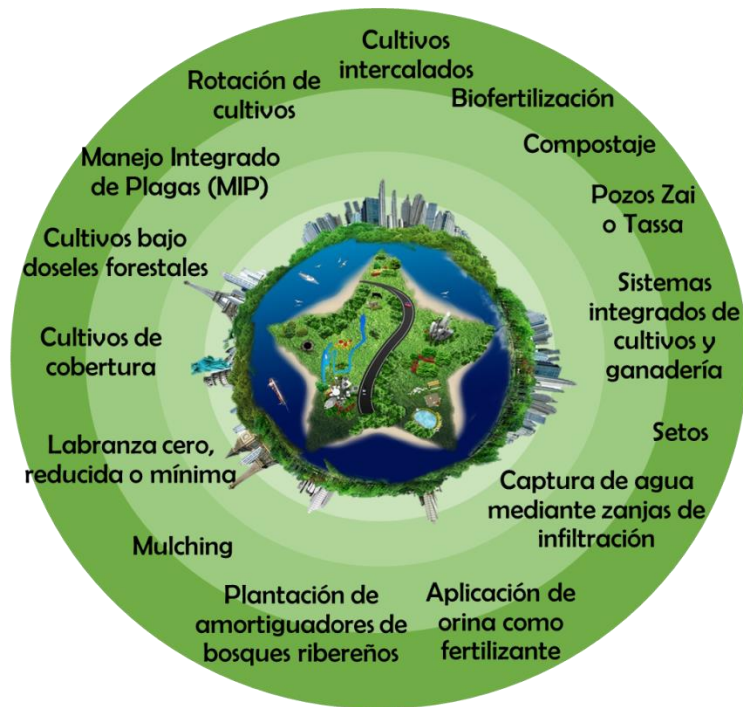 Cultivos
intercalados
Biofertilización
Compostaje
Pozos Zai
o Tassa
Sistemas
integrados de
cultivos y
ganadería
Setos
Captura de agua
mediante zanjas de
infiltración
Aplicación de
orina como
fertilizante
Plantación de
amortiguadores de
bosques ribereños
Mulching
Labranza cero,
reducida o mínima
Cultivos de
cobertura
Cultivos bajo
doseles forestales
Manejo Integrado
de Plagas (MIP)
Rotación de
cultivos